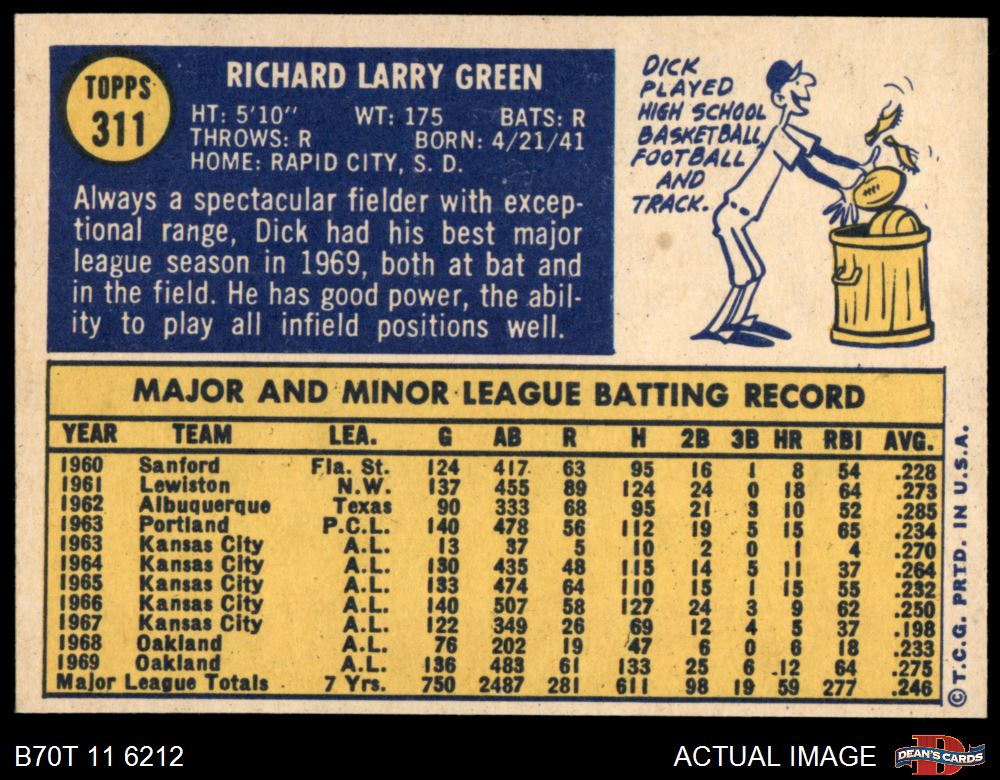 TOPPS
311
RICHARD LARRY GREEN
HT: 5'10" WT: 175 BATS: R
THROWS: R BORN: 4/21/41
HOME: RAPID CITY, S. D.
Always a spectacular fielder with excep-
tional range, Dick had his best major
league season in 1969, both at bat and
in the field. He has good power, the abil-
ity to play all infield positions well.
DICK
PLAYED
HIGH SCHOOL
BASKETBALL,
FOOTBALL
AND
TRACK.
MAJOR AND MINOR LEAGUE BATTING RECORD
YEAR TEAM LEA. G AB R H 2B 3B HR RBI AVG.
1960 Sanford Fla. St. 124 417 63 95 16 1 8 54 .228
1961 Lewiston N.W. 137 455 89 124 24 0 18 64 .273
1962 Albuquerque Texas 90 333 68 95 21 3 10 52 .285
1963 Portland P.C.L. 140 478 56 112 19 5 15 65 .234
1963 Kansas City A.L. 13 37 5 10 2 0 1 4 .270
1964 Kansas City A.L. 130 435 48 115 14 5 11 37 .264
1965 Kansas City A.L. 133 474 64 110 15 1 15 55 .232
1966 Kansas City A.L. 140 507 58 127 24 3 9 62 .250
1967 Kansas City A.L. 122 349 26 69 12 4 5 37 .198
1968 Oakland A.L. 76 202 19 47 6 0 6 18 .233
1969 Oakland A.L. 136 483 61 133 25 6 12 64 .275
Major League Totals 7 Yrs. 750 2487 281 611 98 19 59 277 .246
© T.C.G. PRTD. IN U.S.A.
B70T 11 6212
ACTUAL IMAGE
DEAN'S CARDS